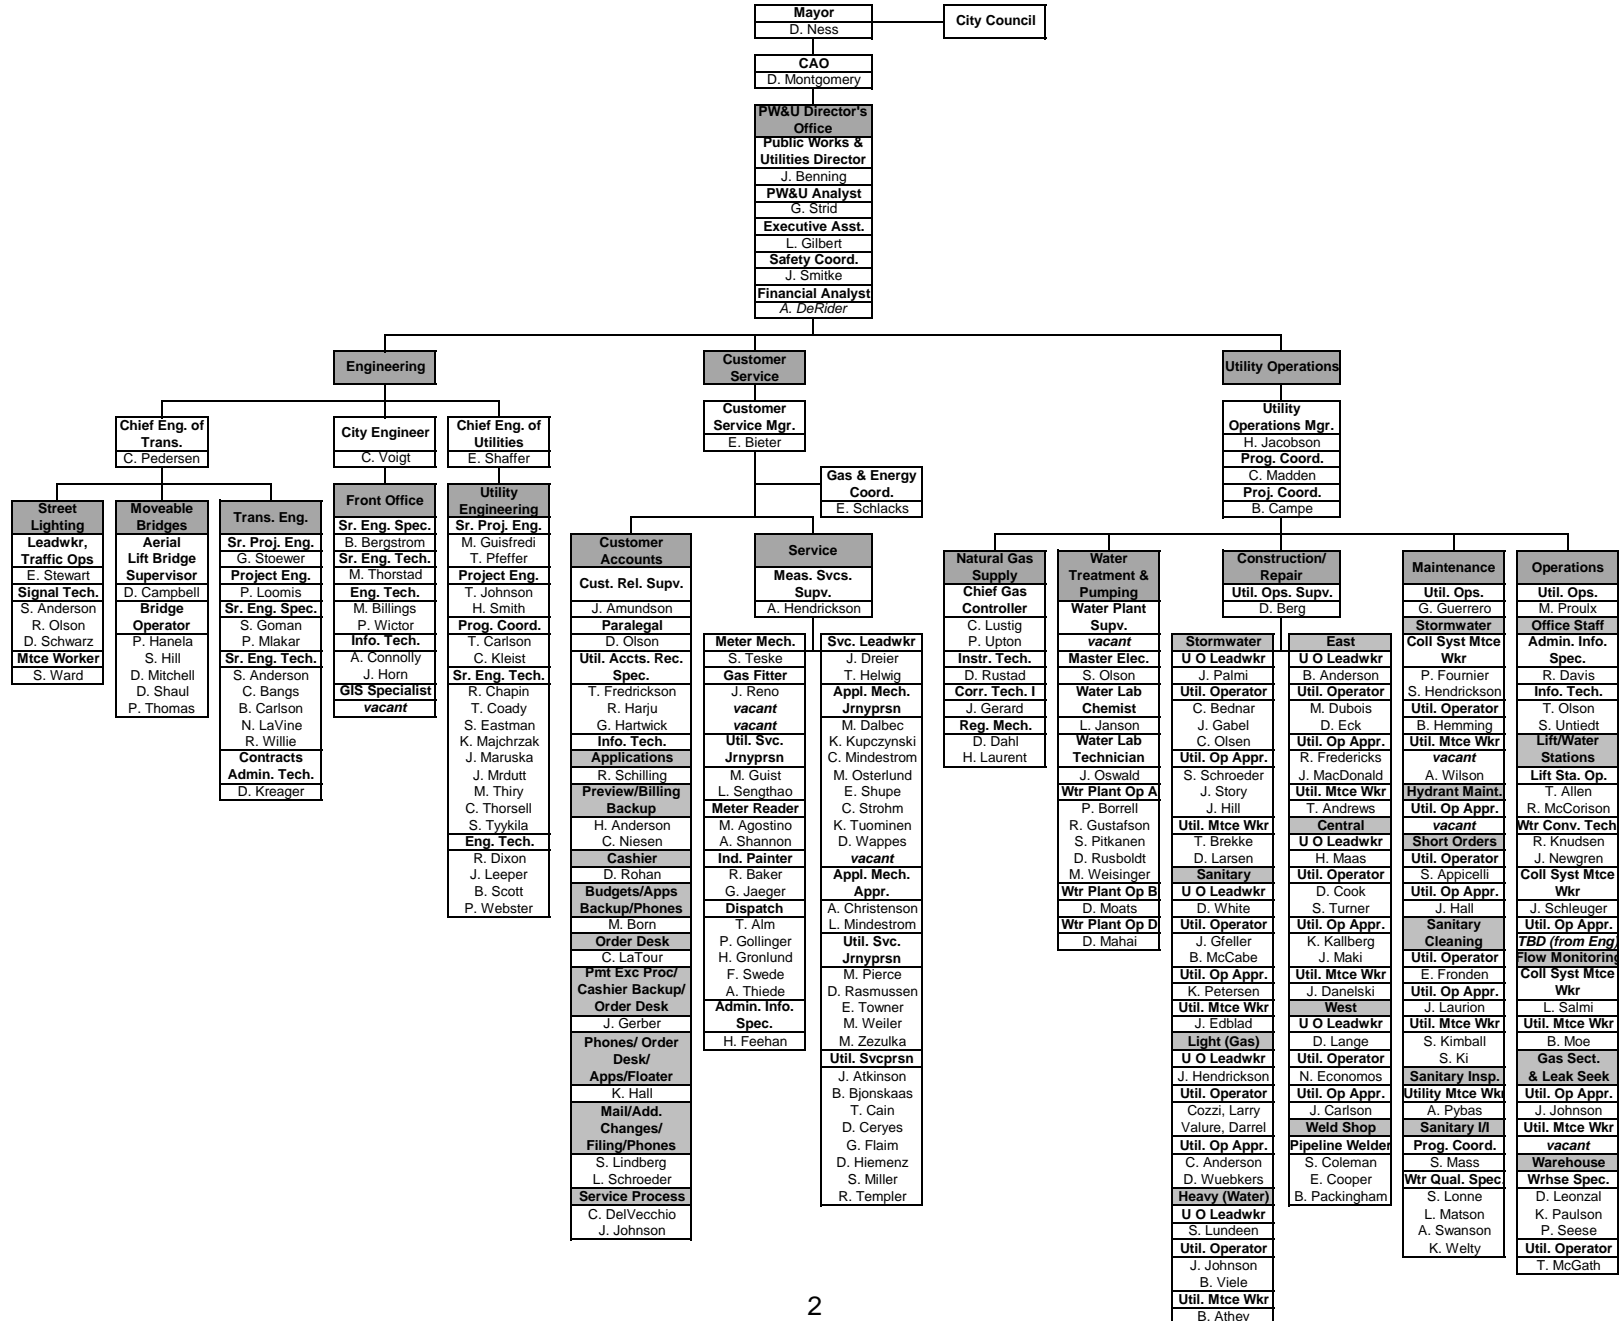 Mayor
D. Ness
City Council
CAO
D. Montgomery
PW&U Director's
Office
Public Works &
Utilities Director
J. Benning
PW&U Analyst
G. Strid
Executive Asst.
L. Gilbert
Safety Coord.
J. Smitke
Financial Analyst
A. DeRider
Engineering
Chief Eng. of
Trans.
C. Pedersen
Street
Lighting
Leadwkr,
Traffic Ops
E. Stewart
Signal Tech.
S. Anderson
R. Olson
D. Schwarz
Mtce Worker
S. Ward
Moveable
Bridges
Aerial
Lift Bridge
Supervisor
D. Campbell
Bridge
Operator
P. Hanela
S. Hill
D. Mitchell
D. Shaul
P. Thomas
Trans. Eng.
Sr. Proj. Eng.
G. Stoewer
Project Eng.
P. Loomis
Sr. Eng. Spec.
S. Goman
P. Mlakar
Sr. Eng. Tech.
S. Anderson
C. Bangs
B. Carlson
N. LaVine
R. Willie
Contracts
Admin. Tech.
D. Kreager
City Engineer
C. Voigt
Front Office
Sr. Eng. Spec.
B. Bergstrom
Sr. Eng. Tech.
M. Thorstad
Eng. Tech.
M. Billings
P. Wictor
Info. Tech.
A. Connolly
J. Horn
GIS Specialist
vacant
Chief Eng. of
Utilities
E. Shaffer
Utility
Engineering
Sr. Proj. Eng.
M. Guisfredi
T. Pfeffer
Project Eng.
T. Johnson
H. Smith
Prog. Coord.
T. Carlson
C. Kleist
Sr. Eng. Tech.
R. Chapin
T. Coady
S. Eastman
K. Majchrzak
J. Maruska
J. Mrdutt
M. Thiry
C. Thorsell
S. Tyykila
Eng. Tech.
R. Dixon
J. Leeper
B. Scott
P. Webster
Customer
Service
Customer
Service Mgr.
E. Bieter
Gas & Energy
Coord.
E. Schlacks
Customer
Accounts
Cust. Rel. Supv.
J. Amundson
Paralegal
D. Olson
Util. Accts. Rec.
Spec.
T. Fredrickson
R. Harju
G. Hartwick
Info. Tech.
Applications
R. Schilling
Preview/Billing
Backup
H. Anderson
C. Niesen
Cashier
D. Rohan
Budgets/Apps
Backup/Phones
M. Born
Order Desk
C. LaTour
Pmt Exc Proc/
Cashier Backup/
Order Desk
J. Gerber
Phones/ Order
Desk/
Apps/Floater
K. Hall
Mail/Add.
Changes/
Filing/Phones
S. Lindberg
L. Schroeder
Service Process
C. DelVecchio
J. Johnson
Service
Meas. Svcs.
Supv.
A. Hendrickson
Meter Mech.
S. Teske
Gas Fitter
J. Reno
vacant
vacant
Util. Svc.
Jrnyprsn
M. Guist
L. Sengthao
Meter Reader
M. Agostino
A. Shannon
Ind. Painter
R. Baker
G. Jaeger
Dispatch
T. Alm
P. Gollinger
H. Gronlund
F. Swede
A. Thiede
Admin. Info.
Spec.
H. Feehan
Svc. Leadwkr
J. Dreier
T. Helwig
Appl. Mech.
Jrnyprsn
M. Dalbec
K. Kupczynski
C. Mindestrom
M. Osterlund
E. Shupe
C. Strohm
K. Tuominen
D. Wappes
vacant
Appl. Mech.
Appr.
A. Christenson
L. Mindestrom
Util. Svc.
Jrnyprsn
M. Pierce
D. Rasmussen
E. Towner
M. Weiler
M. Zezulka
Util. Svcprsn
J. Atkinson
B. Bjonskaas
T. Cain
D. Ceryes
G. Flaim
D. Hiemenz
S. Miller
R. Templer
Utility Operations
Utility
Operations Mgr.
H. Jacobson
Prog. Coord.
C. Madden
Proj. Coord.
B. Campe
Natural Gas
Supply
Chief Gas
Controller
C. Lustig
P. Upton
Instr. Tech.
D. Rustad
Corr. Tech. I
J. Gerard
Reg. Mech.
D. Dahl
H. Laurent
Water
Treatment &
Pumping
Water Plant
Supv.
vacant
Master Elec.
S. Olson
Water Lab
Chemist
L. Janson
Water Lab
Technician
J. Oswald
Wtr Plant Op A
P. Borrell
R. Gustafson
S. Pitkanen
D. Rusboldt
M. Weisinger
Wtr Plant Op B
D. Moats
Wtr Plant Op D
D. Mahai
Construction/
Repair
Util. Ops. Supv.
D. Berg
Stormwater
U O Leadwkr
J. Palmi
Util. Operator
C. Bednar
J. Gabel
C. Olsen
Util. Op Appr.
S. Schroeder
J. Story
J. Hill
Util. Mtce Wkr
T. Brekke
D. Larsen
Sanitary
U O Leadwkr
D. White
Util. Operator
J. Gfeller
B. McCabe
Util. Op Appr.
K. Petersen
Util. Mtce Wkr
J. Edblad
Light (Gas)
U O Leadwkr
J. Hendrickson
Util. Operator
Cozzi, Larry
Valure, Darrel
Util. Op Appr.
C. Anderson
D. Wuebkers
Heavy (Water)
U O Leadwkr
S. Lundeen
Util. Operator
J. Johnson
B. Viele
Util. Mtce Wkr
B. Athey
East
U O Leadwkr
B. Anderson
Util. Operator
M. Dubois
D. Eck
Util. Op Appr.
R. Fredericks
J. MacDonald
Util. Mtce Wkr
T. Andrews
Central
U O Leadwkr
H. Maas
Util. Operator
D. Cook
S. Turner
Util. Op Appr.
K. Kallberg
J. Maki
Util. Mtce Wkr
J. Danelski
West
U O Leadwkr
D. Lange
Util. Operator
N. Economos
Util. Op Appr.
J. Carlson
Weld Shop
Pipeline Welder
S. Coleman
E. Cooper
B. Packingham
Maintenance
Util. Ops.
G. Guerrero
Stormwater
Coll Syst Mtce
Wkr
P. Fournier
S. Hendrickson
Util. Operator
B. Hemming
Util. Mtce Wkr
vacant
A. Wilson
Hydrant Maint.
Util. Op Appr.
vacant
Short Orders
Util. Operator
S. Appicelli
Util. Op Appr.
J. Hall
Sanitary
Cleaning
Util. Operator
E. Fronden
Util. Op Appr.
J. Laurion
Util. Mtce Wkr
S. Kimball
S. Ki
Sanitary Insp.
Utility Mtce Wkr
A. Pybas
Sanitary I/I
Prog. Coord.
S. Mass
Wtr Qual. Spec.
S. Lonne
L. Matson
A. Swanson
K. Welty
Operations
Util. Ops.
M. Proulx
Office Staff
Admin. Info.
Spec.
R. Davis
Info. Tech.
T. Olson
S. Untiedt
Lift/Water
Stations
Lift Sta. Op.
T. Allen
R. McCorison
Wtr Conv. Tech
R. Knudsen
J. Newgren
Coll Syst Mtce
Wkr
J. Schleuger
Util. Op Appr.
TBD (from Eng)
Flow Monitoring
Coll Syst Mtce
Wkr
L. Salmi
Util. Mtce Wkr
B. Moe
Gas Sect.
& Leak Seek
Util. Op Appr.
J. Johnson
Util. Mtce Wkr
vacant
Warehouse
Wrhse Spec.
D. Leonzal
K. Paulson
P. Seese
Util. Operator
T. McGath
2